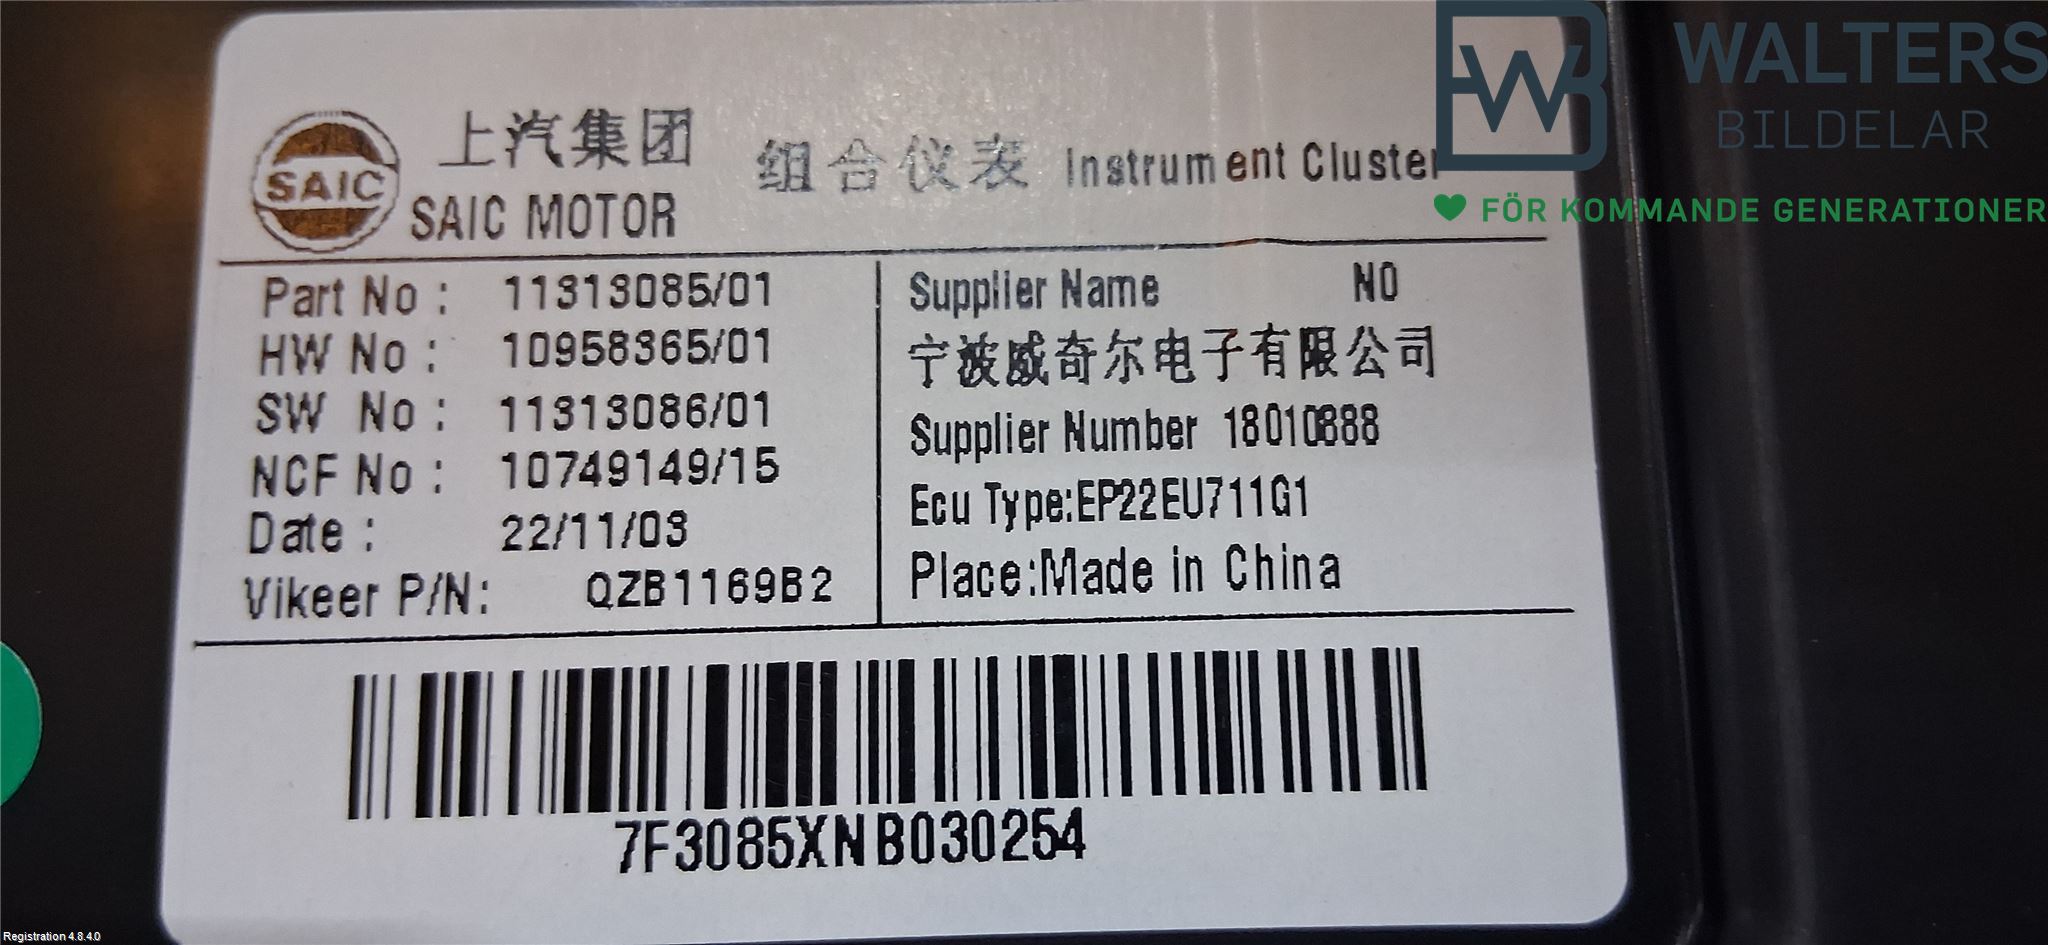 WALTERS
BILDELAR
FÖR KOMMANDE GENERATIONER
SAIC
上汽集团
SAIC MOTOR
组合仪表 Instrument Cluster
Part No : 11313085/01
HW No : 10958365/01
SW No : 11313086/01
NCF No : 10749149/15
Date : 22/11/03
Vikeer P/N: QZB1169B2
Supplier Name NO
宁波威奇尔电子有限公司
Supplier Number 18010888
Ecu Type:EP22EU711G1
Place:Made in China
7F3085XNB030254
Registration 4.8.4.0